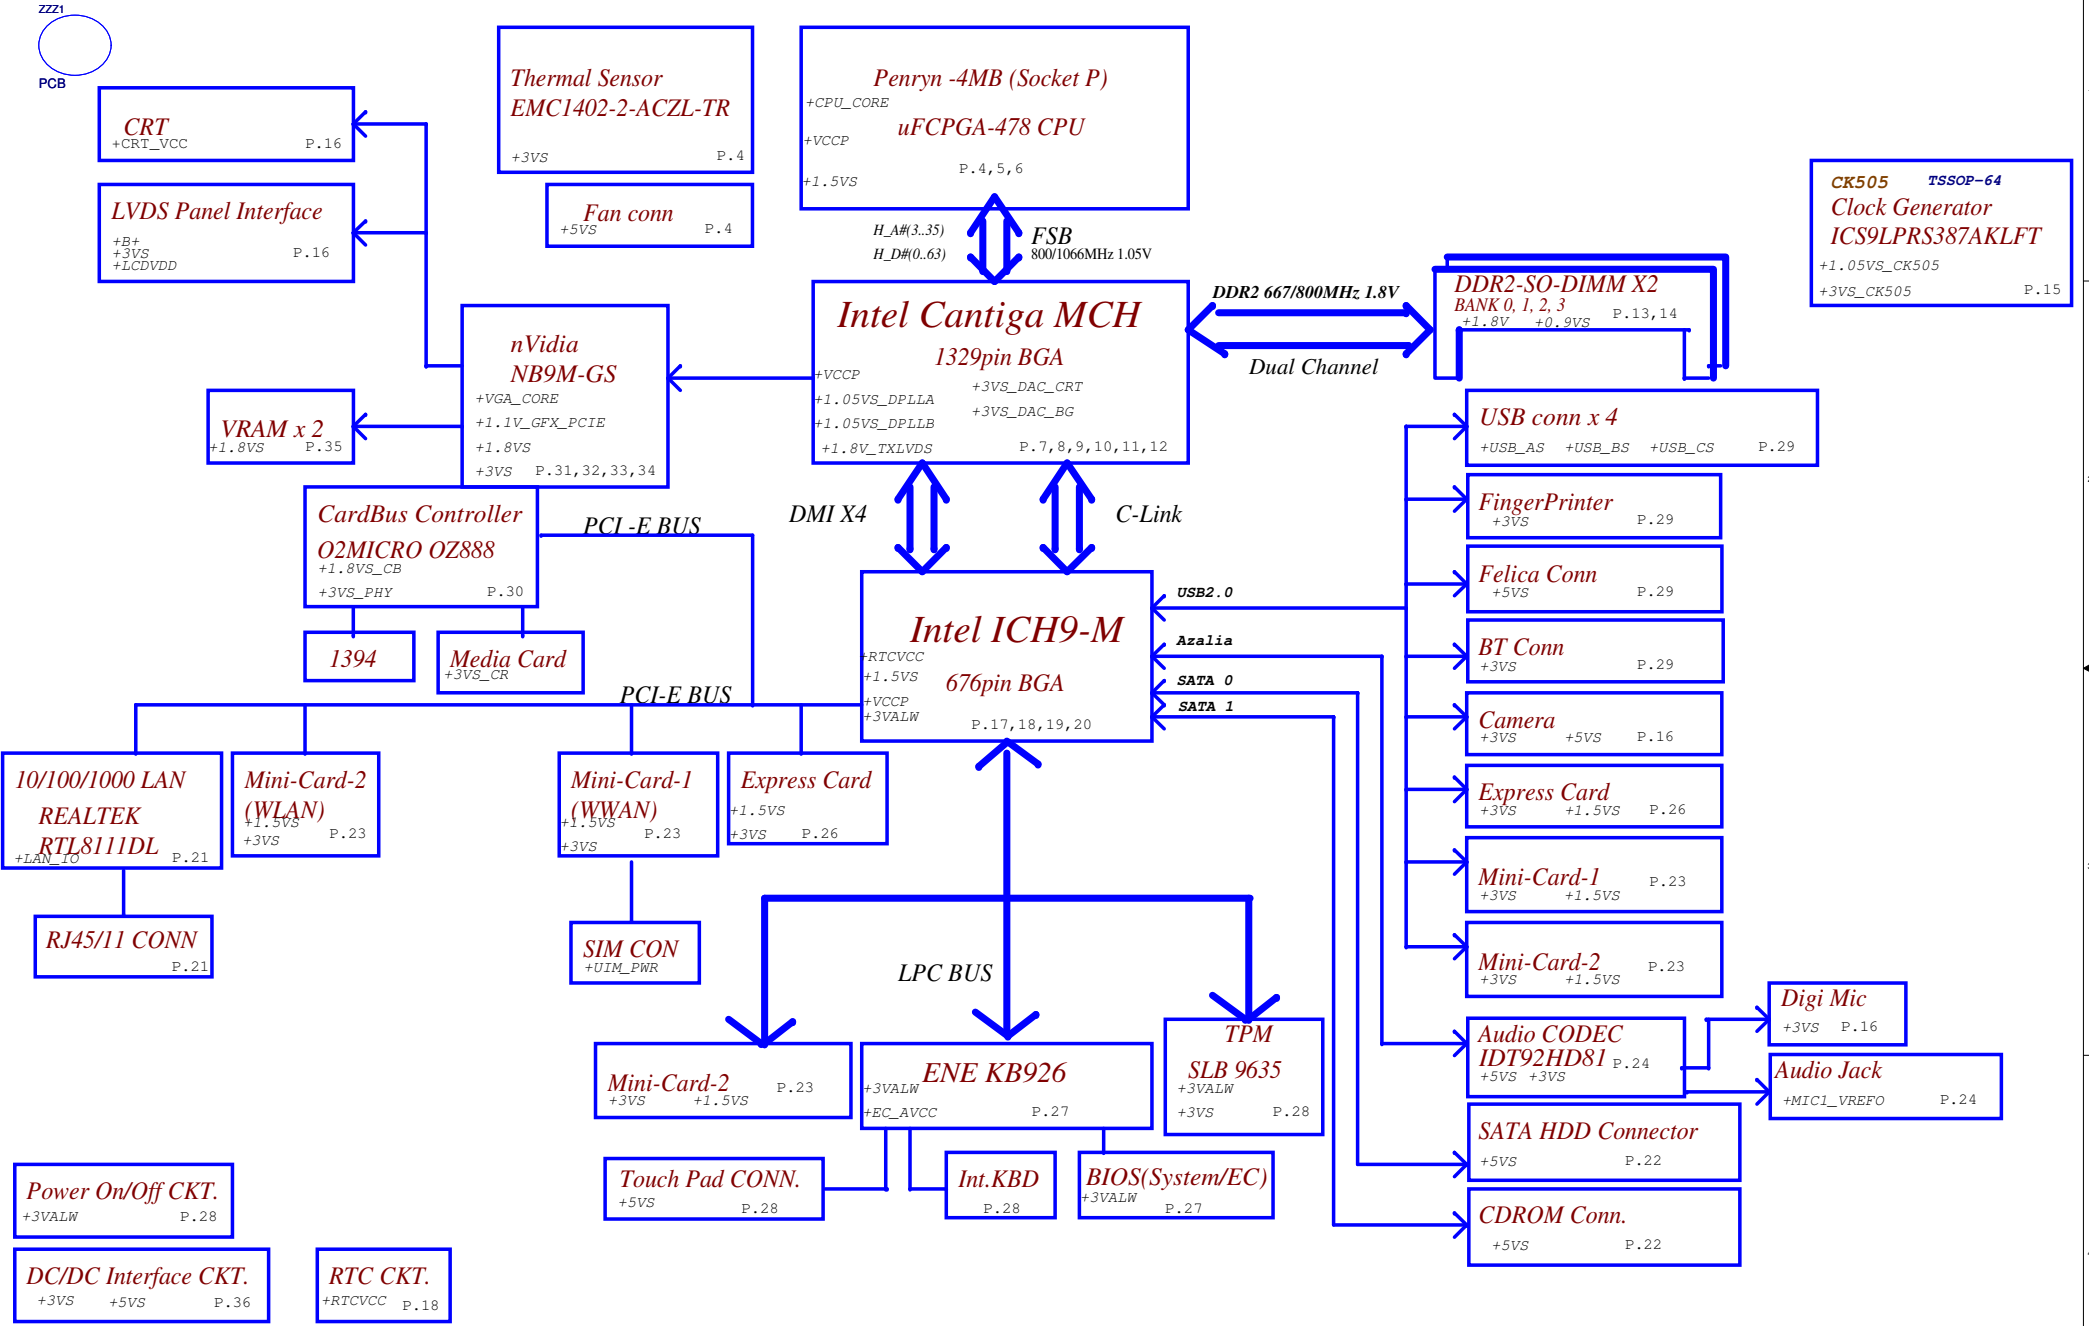 ZZZ1
PCB
CRT
+CRT_VCC P.16
LVDS Panel Interface
+B+
+3VS P.16
+LCDVDD
Thermal Sensor
EMC1402-2-ACZL-TR
+3VS P.4
Fan conn
+5VS P.4
Penryn -4MB (Socket P)
+CPU_CORE
uFCPGA-478 CPU
+VCCP
P.4,5,6
+1.5VS
H_A#(3..35)
H_D#(0..63)
FSB
800/1066MHz 1.05V
CK505 TSSOP-64
Clock Generator
ICS9LPRS387AKLFT
+1.05VS_CK505
+3VS_CK505 P.15
Intel Cantiga MCH
1329pin BGA
+VCCP
+3VS_DAC_CRT
+1.05VS_DPLLA
+3VS_DAC_BG
+1.05VS_DPLLB
+1.8V_TXLVDS P.7,8,9,10,11,12
DDR2 667/800MHz 1.8V
Dual Channel
DDR2-SO-DIMM X2
BANK 0, 1, 2, 3
+1.8V +0.9VS P.13,14
nVidia
NB9M-GS
+VGA_CORE
+1.1V_GFX_PCIE
+1.8VS
+3VS P.31,32,33,34
VRAM x 2
+1.8VS P.35
CardBus Controller
O2MICRO OZ888
+1.8VS_CB
+3VS_PHY P.30
PCI -E BUS
1394
Media Card
+3VS_CR
DMI X4
C-Link
Intel ICH9-M
+RTCVCC
+1.5VS
676pin BGA
+VCCP
+3VALW
P.17,18,19,20
USB2.0
Azalia
SATA 0
SATA 1
PCI-E BUS
USB conn x 4
+USB_AS +USB_BS +USB_CS P.29
FingerPrinter
+3VS P.29
Felica Conn
+5VS P.29
BT Conn
+3VS P.29
Camera
+3VS +5VS P.16
Express Card
+3VS +1.5VS P.26
Mini-Card-1 P.23
+3VS +1.5VS
Mini-Card-2 P.23
+3VS +1.5VS
10/100/1000 LAN
REALTEK
RTL8111DL
+LAN_IO P.21
Mini-Card-2
(WLAN)
+1.5VS
+3VS P.23
Mini-Card-1
(WWAN)
+1.5VS P.23
+3VS
Express Card
+1.5VS
+3VS P.26
RJ45/11 CONN
P.21
SIM CON
+UIM_PWR
LPC BUS
Mini-Card-2 P.23
+3VS +1.5VS
ENE KB926
+3VALW
+EC_AVCC P.27
TPM
SLB 9635
+3VALW
+3VS P.28
Audio CODEC
IDT92HD81 P.24
+5VS +3VS
Digi Mic
+3VS P.16
Audio Jack
+MIC1_VREFO P.24
SATA HDD Connector
+5VS P.22
CDROM Conn.
+5VS P.22
Touch Pad CONN.
+5VS P.28
Int.KBD
P.28
BIOS(System/EC)
+3VALW
P.27
Power On/Off CKT.
+3VALW P.28
DC/DC Interface CKT.
+3VS +5VS P.36
RTC CKT.
+RTCVCC P.18